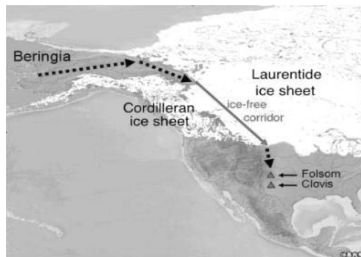 Beringia
Laurentide
ice sheet
Cordilleran
ice sheet
ice-free
corridor
Folsom
Clovis